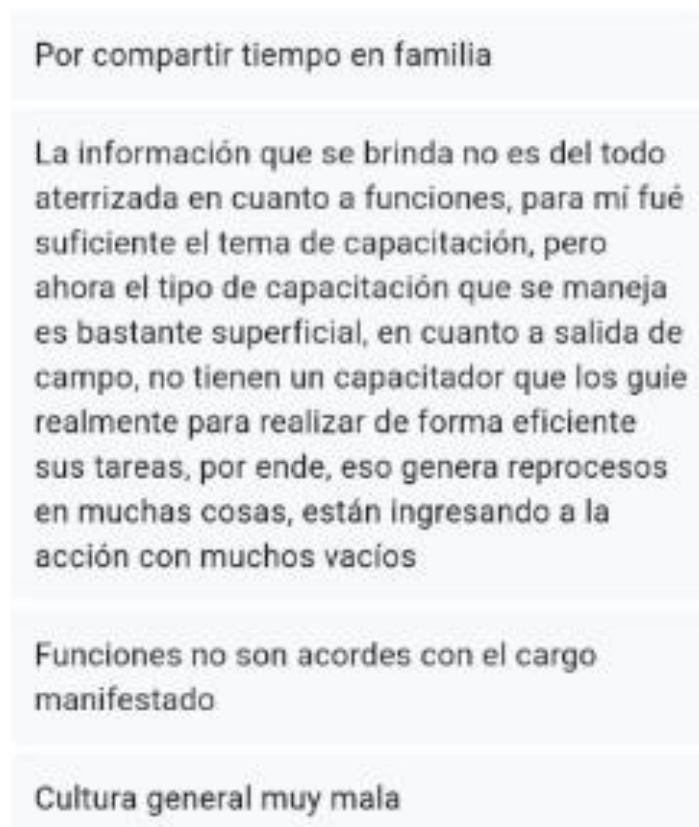 Por compartir tiempo en familia
La información que se brinda no es del todo
aterrizada en cuanto a funciones, para mí fué
suficiente el tema de capacitación, pero
ahora el tipo de capacitación que se maneja
es bastante superficial, en cuanto a salida de
campo, no tienen un capacitador que los guíe
realmente para realizar de forma eficiente
sus tareas, por ende, eso genera reprocesos
en muchas cosas, están ingresando a la
acción con muchos vacíos
Funciones no son acordes con el cargo
manifestado
Cultura general muy mala